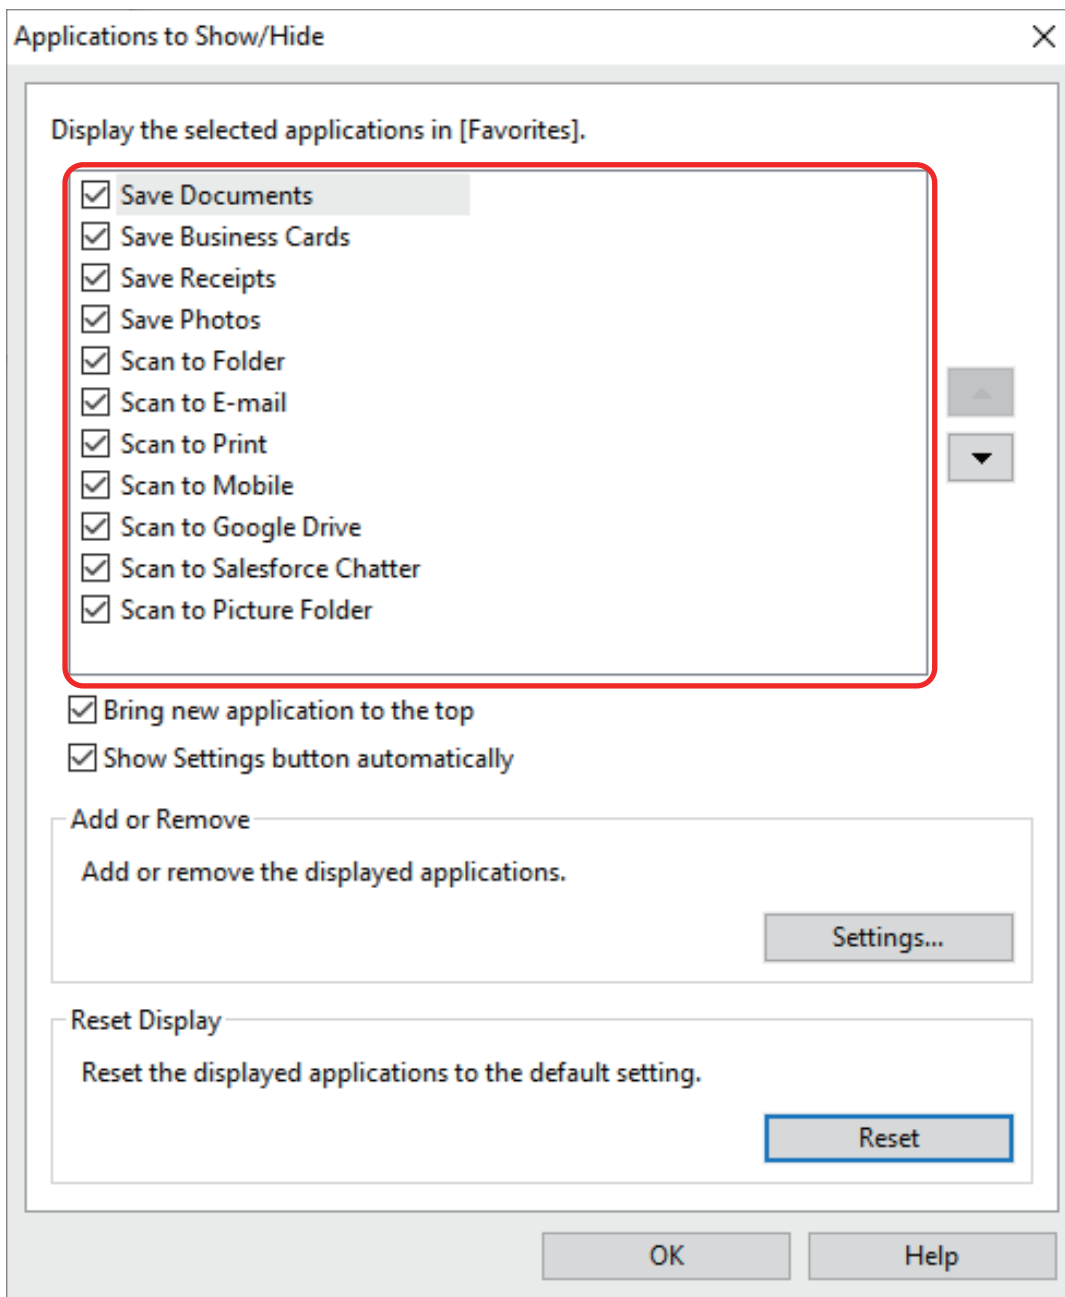 Applications to Show/Hide
Display the selected applications in [Favorites].
Save Documents
Save Business Cards
Save Receipts
Save Photos
Scan to Folder
Scan to E-mail
Scan to Print
Scan to Mobile
Scan to Google Drive
Scan to Salesforce Chatter
Scan to Picture Folder
Bring new application to the top
Show Settings button automatically
Add or Remove
Add or remove the displayed applications.
Settings...
Reset Display
Reset the displayed applications to the default setting.
Reset
OK Help